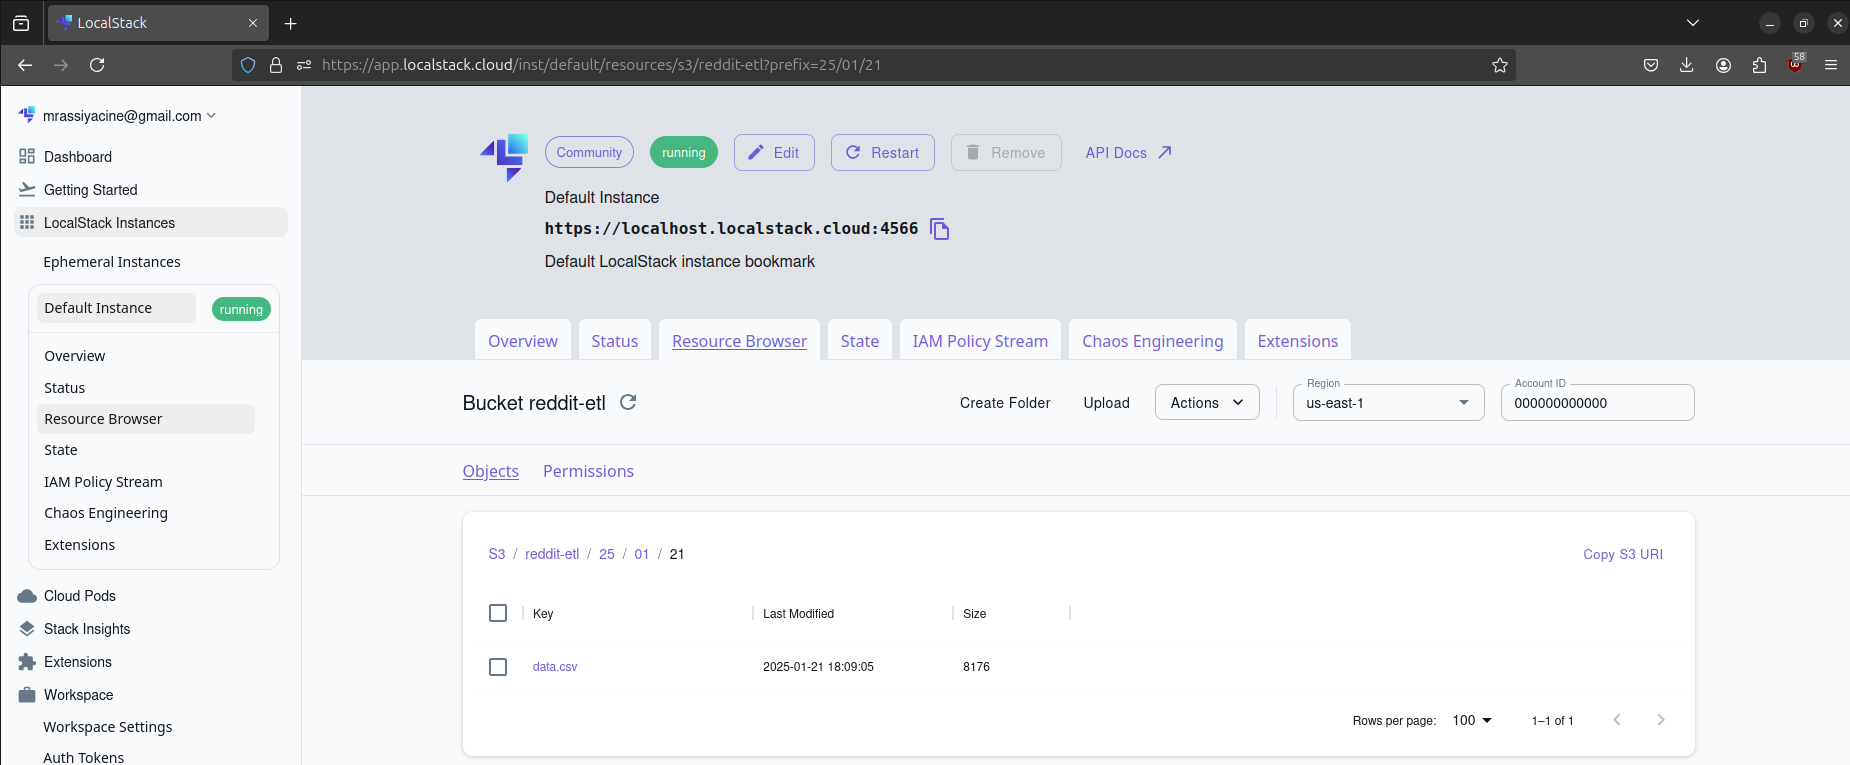 LocalStack
https://app.localstack.cloud/inst/default/resources/s3/reddit-etl?prefix=25/01/21
58
mrassiyacine@gmail.com
Dashboard
Getting Started
LocalStack Instances
Ephemeral Instances
Default Instance running
Overview
Status
Resource Browser
State
IAM Policy Stream
Chaos Engineering
Extensions
Cloud Pods
Stack Insights
Extensions
Workspace
Workspace Settings
Auth Tokens
Community running Edit Restart Remove API Docs
Default Instance
https://localhost.localstack.cloud:4566
Default LocalStack instance bookmark
Overview Status Resource Browser State IAM Policy Stream Chaos Engineering Extensions
Bucket reddit-etl Create Folder Upload Actions
Region
us-east-1
Account ID
000000000000
Objects Permissions
S3 / reddit-etl / 25 / 01 / 21 Copy S3 URI
Key Last Modified Size
data.csv 2025-01-21 18:09:05 8176
Rows per page: 100 1–1 of 1